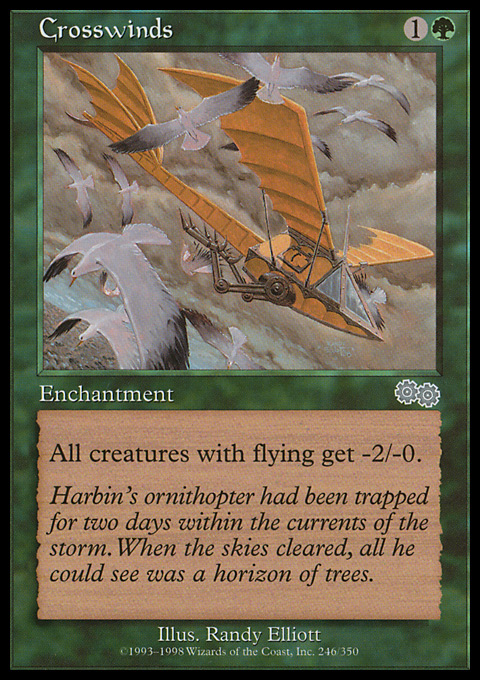 Crosswinds
1
Enchantment
All creatures with flying get -2/-0.
Harbin's ornithopter had been trapped
for two days within the currents of the
storm. When the skies cleared, all he
could see was a horizon of trees.
Illus. Randy Elliott
©1993–1998 Wizards of the Coast, Inc. 246/350